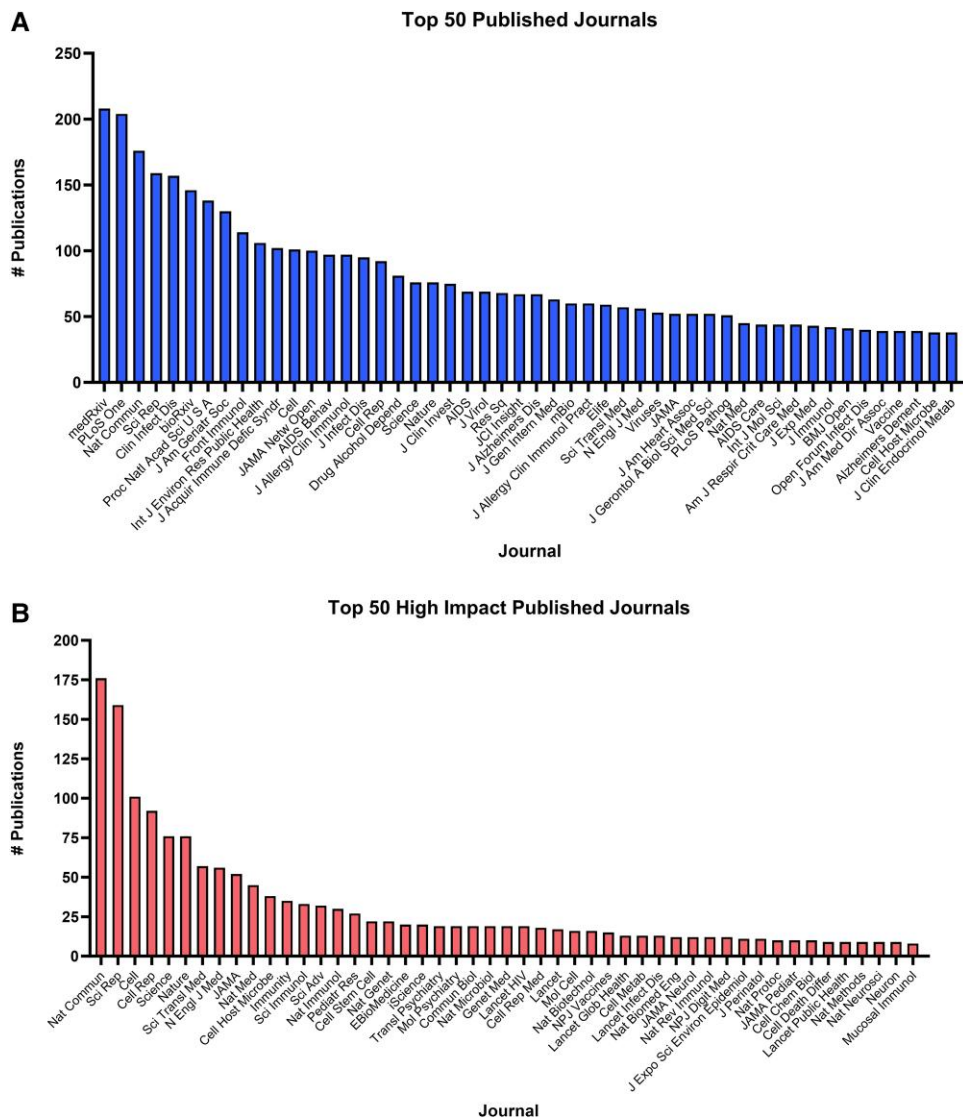 A
Top 50 Published Journals
# Publications
250
200
150
100
50
0
medRxiv
PLoS One
Nat Commun
Sci Rep
Clin Infect Dis
bioRxiv
Proc Natl Acad Sci U S A
J Am Geriatr Soc
Front Immunol
Int J Environ Res Public Health
J Acquir Immune Defic Syndr
Cell
JAMA Netw Open
AIDS Behav
J Allergy Clin Immunol
J Infect Dis
Cell Rep
Drug Alcohol Depend
Science
Nature
J Clin Invest
AIDS
J Virol
J Res Sq
JCI Insight
J Alzheimers Dis
J Gen Intern Med
mBio
J Allergy Clin Immunol Pract
Elife
Sci Transl Med
N Engl J Med
Viruses
JAMA
J Am Heart Assoc
J Gerontol A Biol Sci Med Sci
PLoS Pathog
Nat Med
AIDS Care
Int J Mol Sci
Am J Respir Crit Care Med
J Exp Med
J Immunol
BMJ Open
Open Forum Infect Dis
J Am Med Dir Assoc
Vaccine
Alzheimers Dement
Cell Host Microbe
J Clin Endocrinol Metab
Journal
B
Top 50 High Impact Published Journals
# Publications
200
175
150
125
100
75
50
25
0
Nat Commun
Sci Rep
Cell
Cell Rep
Science
Nature
Sci Transl Med
N Engl J Med
JAMA
Nat Med
Cell Host Microbe
Immunity
Sci Immunol
Sci Adv
Nat Immunol
Pediatr Res
Cell Stem Cell
Nat Genet
EBioMedicine
iScience
Transl Psychiatry
Mol Psychiatry
Commun Biol
Nat Microbiol
Genet Med
Lancet HIV
Cell Rep Med
Lancet
Mol Cell
Nat Biotechnol
NPJ Vaccines
Lancet Glob Health
Cell Metab
Lancet Infect Dis
Nat Biomed Eng
JAMA Neurol
Nat Rev Immunol
NPJ Digit Med
J Expo Sci Environ Epidemiol
J Perinatol
Nat Protoc
JAMA Pediatr
Cell Chem Biol
Cell Death Differ
Lancet Public Health
Nat Methods
Nat Neurosci
Neuron
Mucosal Immunol
Journal